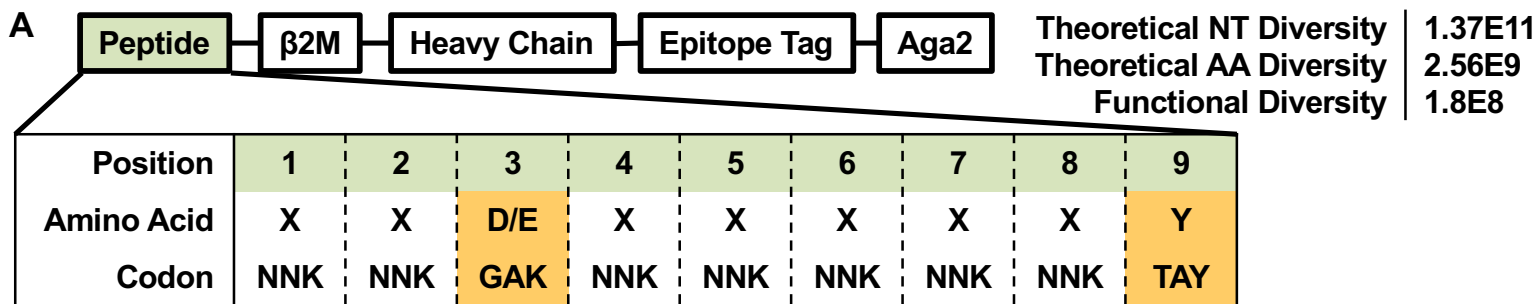 A
Peptide β2M Heavy Chain Epitope Tag Aga2
Theoretical NT Diversity 1.37E11
Theoretical AA Diversity 2.56E9
Functional Diversity 1.8E8
Position 1 2 3 4 5 6 7 8 9
Amino Acid X X D/E X X X X X Y
Codon NNK NNK GAK NNK NNK NNK NNK NNK TAY